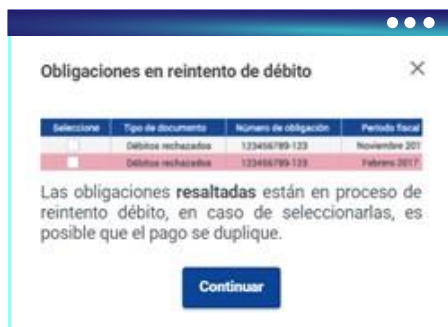 Obligaciones en reintento de débito
Seleccione Tipo de documento Número de obligación Periodo fiscal
Débitos rechazados 123456789-123 Noviembre 201
Débitos rechazados 123456789-123 Febrero 2017
Las obligaciones resaltadas están en proceso de
reintento débito, en caso de seleccionarlas, es
posible que el pago se duplique.
Continuar